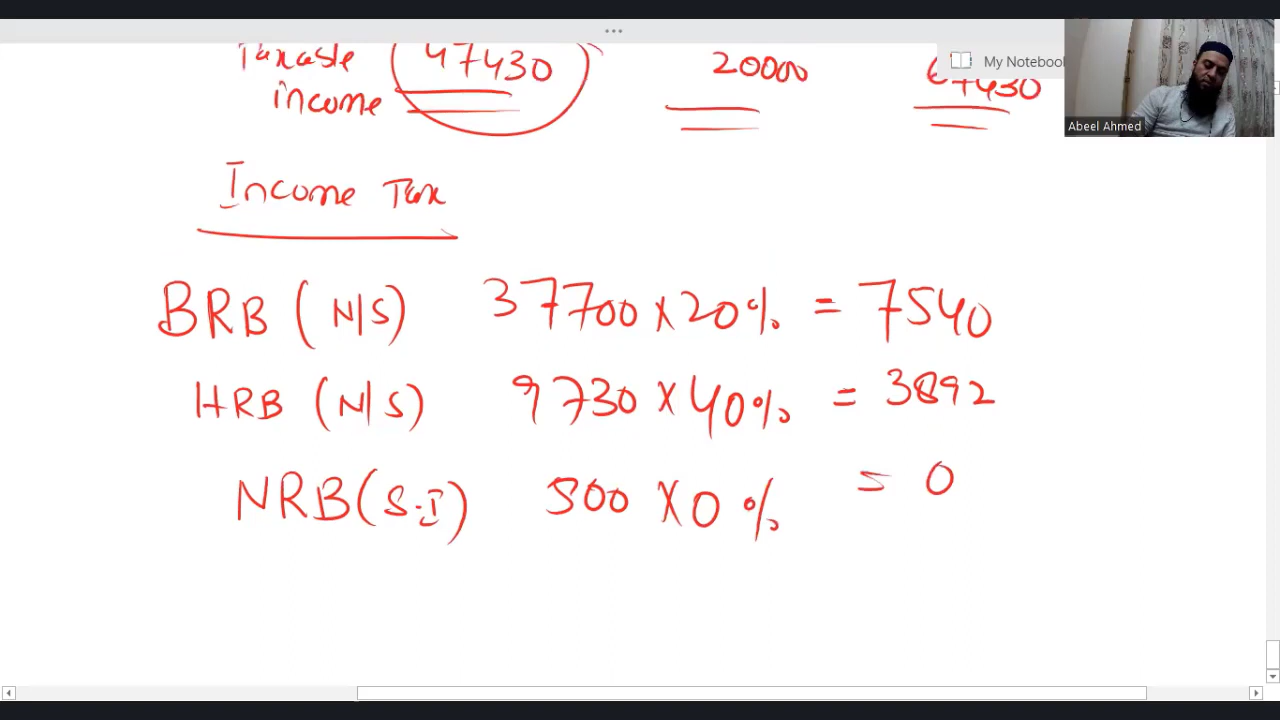 My Notebook
Taxable 47430 20000 67430
income
Abeel Ahmed
Income Tax
BRB (N/S) 37700 x 20% = 7540
HRB (N/S) 9730 x 40% = 3892
NRB (S.I) 500 x 0% = 0